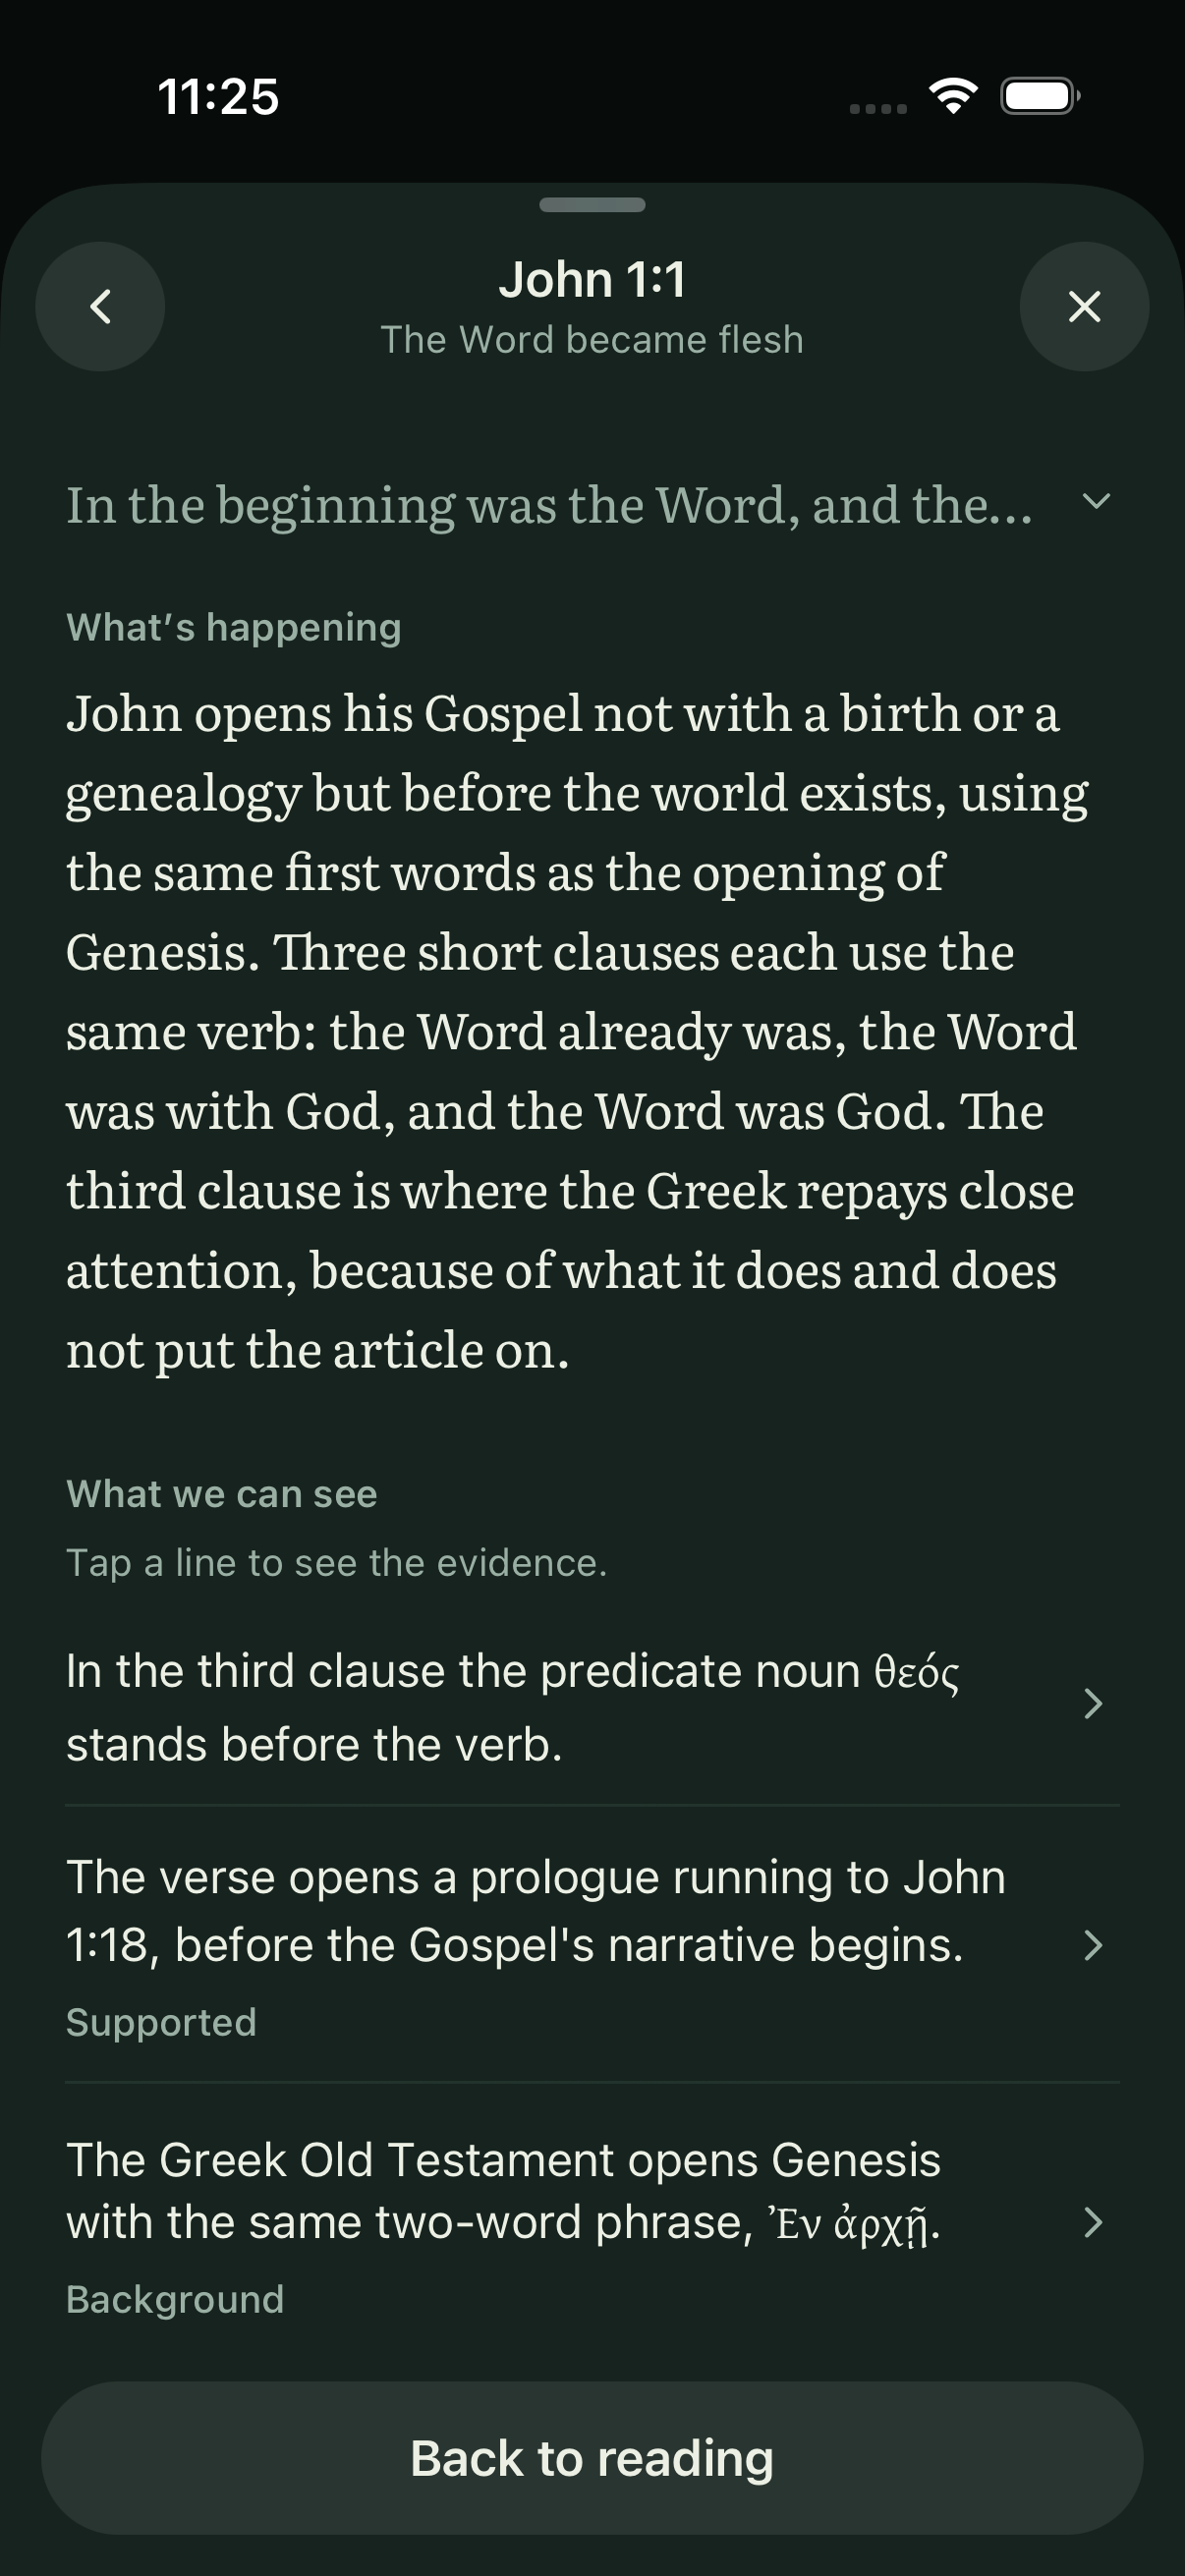 11:25
John 1:1
The Word became flesh
In the beginning was the Word, and the...
What’s happening
John opens his Gospel not with a birth or a
genealogy but before the world exists, using
the same first words as the opening of
Genesis. Three short clauses each use the
same verb: the Word already was, the Word
was with God, and the Word was God. The
third clause is where the Greek repays close
attention, because of what it does and does
not put the article on.
What we can see
Tap a line to see the evidence.
In the third clause the predicate noun θεός
stands before the verb.
The verse opens a prologue running to John
1:18, before the Gospel's narrative begins.
Supported
The Greek Old Testament opens Genesis
with the same two-word phrase, Ἐν ἀρχῇ.
Background
Back to reading